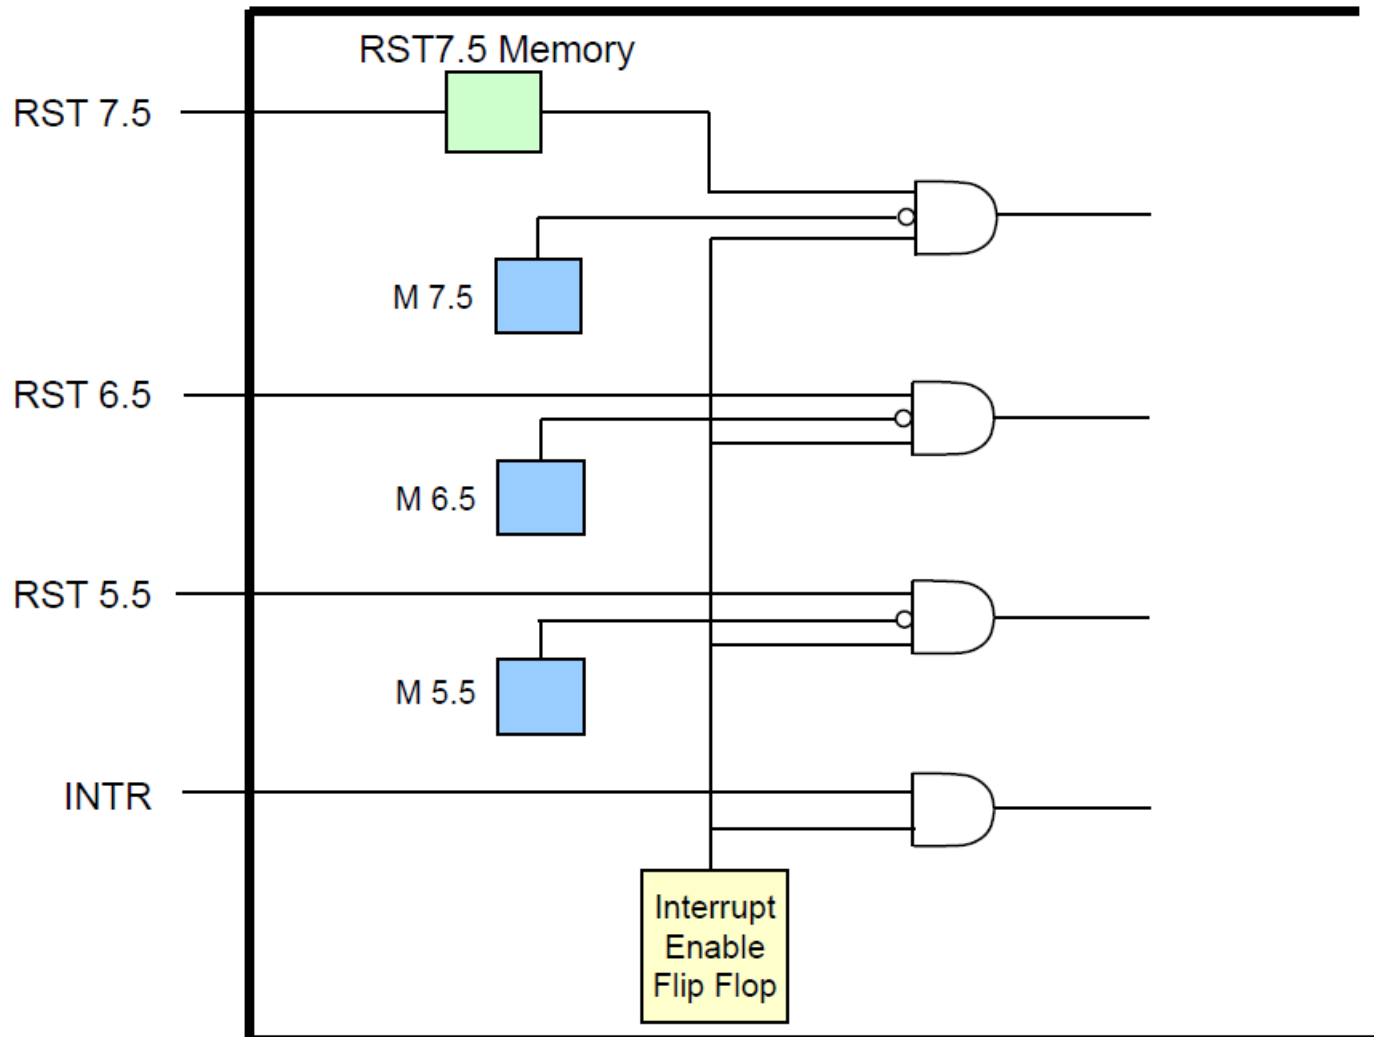 RST7.5 Memory
RST 7.5
M 7.5
RST 6.5
M 6.5
RST 5.5
M 5.5
INTR
Interrupt
Enable
Flip Flop